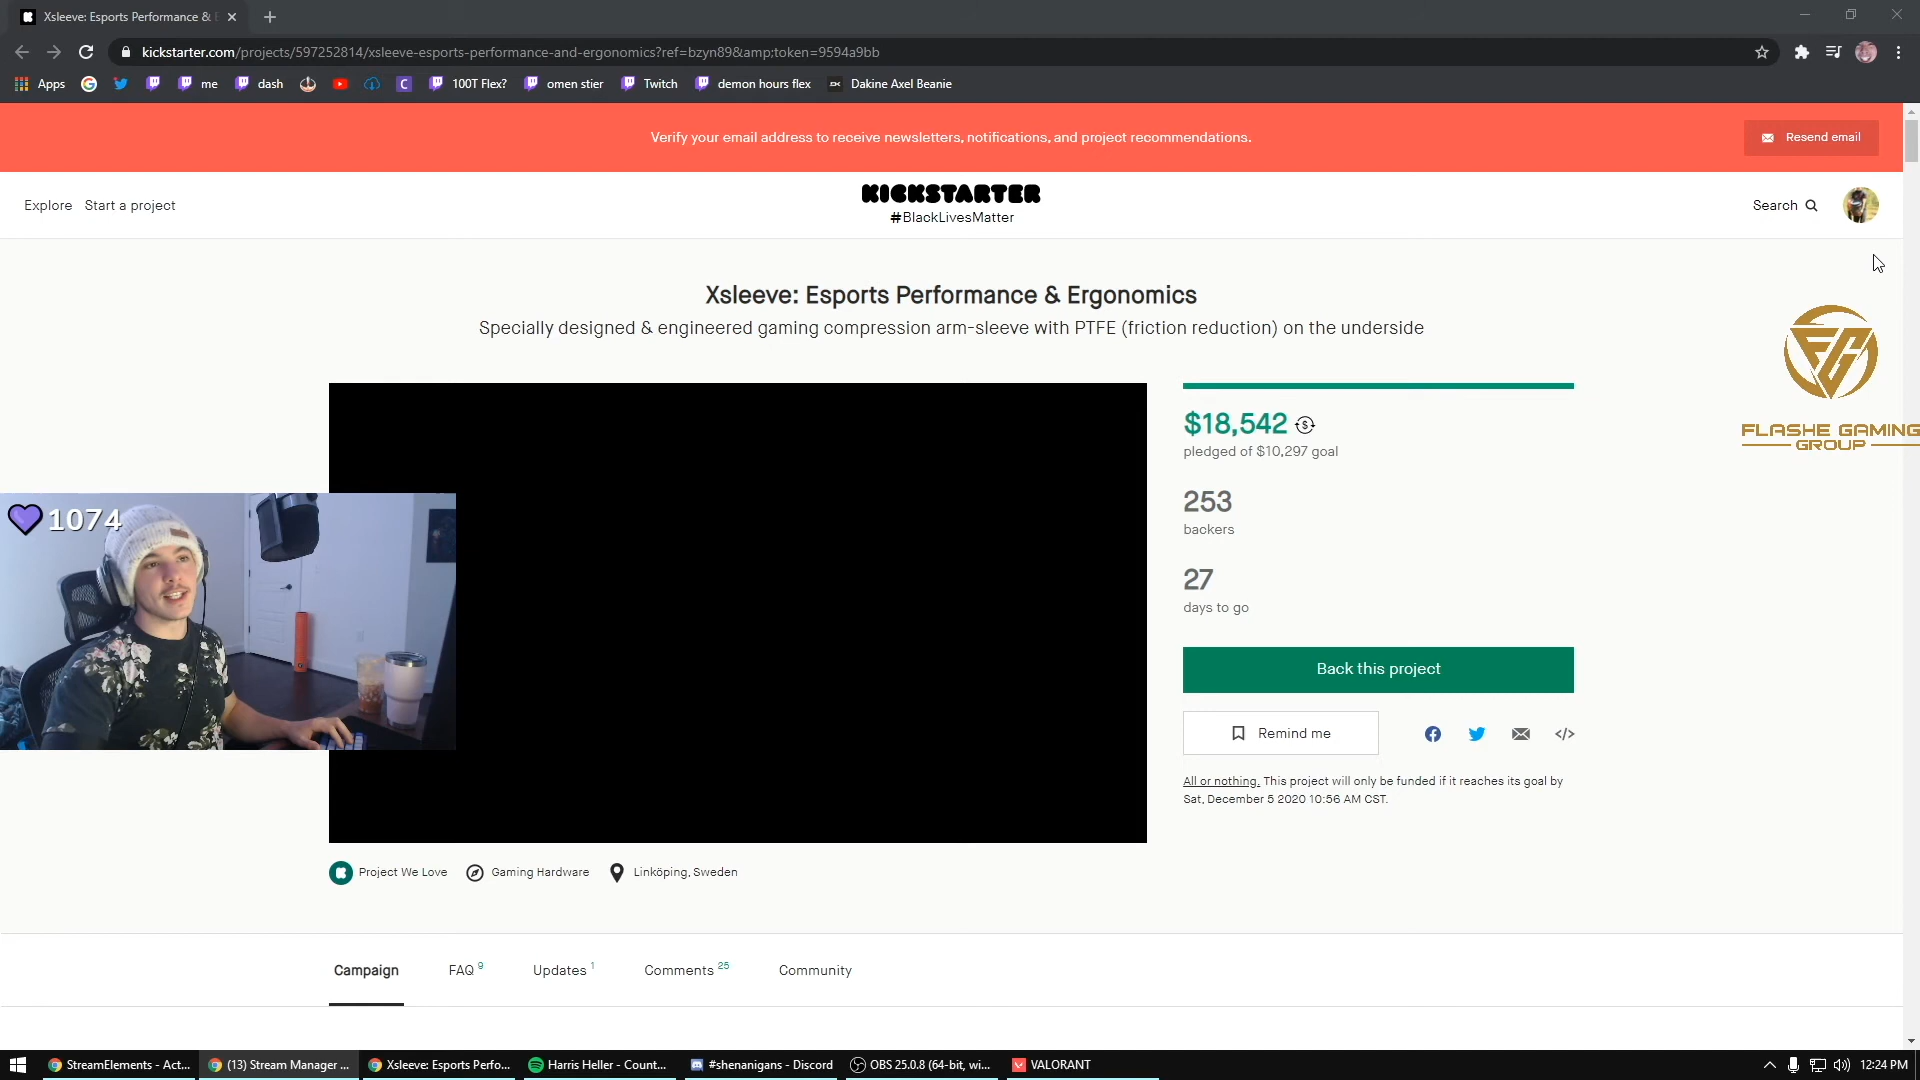 Xsleeve: Esports Performance & E
kickstarter.com/projects/597252814/xsleeve-esports-performance-and-ergonomics?ref=bzyn89&amp;token=9594a9bb
Apps me dash C 100T Flex? omen stier Twitch demon hours flex DK Dakine Axel Beanie
Verify your email address to receive newsletters, notifications, and project recommendations.
Resend email
Explore Start a project
KICKSTARTER
#BlackLivesMatter
Search
Xsleeve: Esports Performance & Ergonomics
Specially designed & engineered gaming compression arm-sleeve with PTFE (friction reduction) on the underside
FLASHE GAMING
GROUP
$18,542
pledged of $10,297 goal
253
backers
27
days to go
1074
Back this project
Remind me
All or nothing. This project will only be funded if it reaches its goal by
Sat, December 5 2020 10:56 AM CST.
Project We Love Gaming Hardware Linköping, Sweden
Campaign FAQ 9 Updates 1 Comments 25 Community
StreamElements - Act... (13) Stream Manager ... Xsleeve: Esports Perfo... Harris Heller - Count... #shenanigans - Discord OBS 25.0.8 (64-bit, wi... VALORANT 12:24 PM